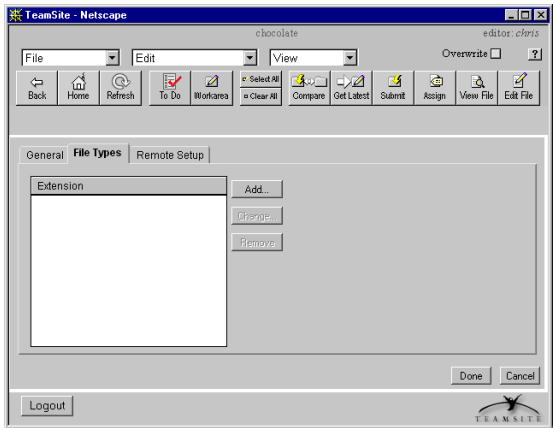 TeamSite - Netscape
chocolate editor: chris
File Edit View Overwrite ?
Back Home Refresh To Do Workarea Select All Clear All Compare Get Latest Submit Assign View File Edit File
General File Types Remote Setup
Extension
Add...
Change...
Remove
Done Cancel
Logout
TEAMSITE